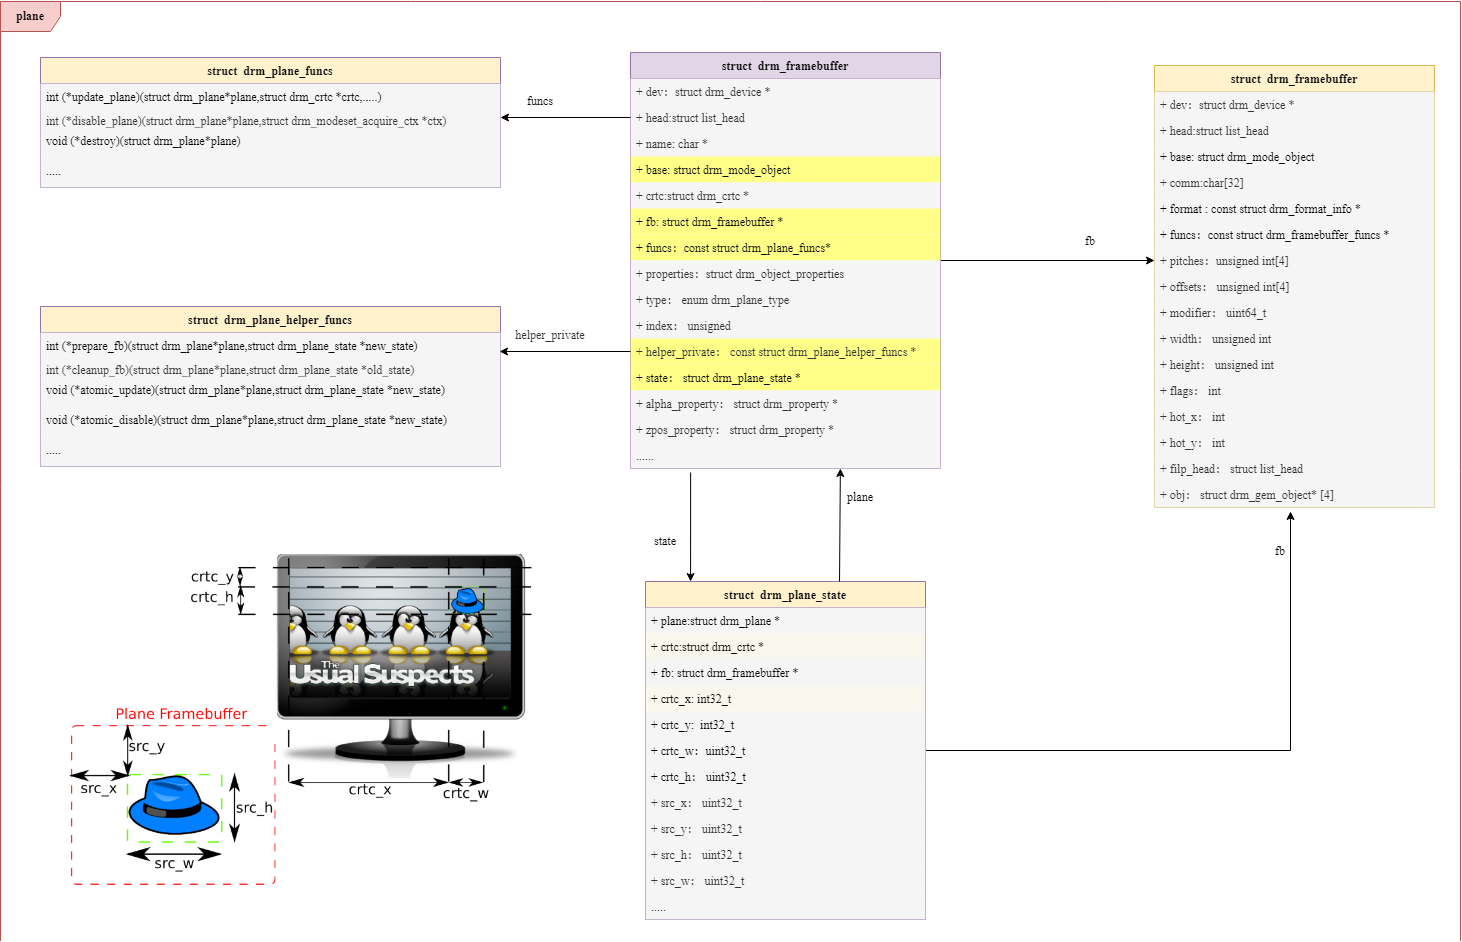 plane
struct  drm_plane_funcs
int (*update_plane)(struct drm_plane*plane,struct drm_crtc *crtc,.....)
int (*disable_plane)(struct drm_plane*plane,struct drm_modeset_acquire_ctx *ctx)
void (*destroy)(struct drm_plane*plane)
.....
funcs
struct  drm_plane_helper_funcs
int (*prepare_fb)(struct drm_plane*plane,struct drm_plane_state *new_state)
int (*cleanup_fb)(struct drm_plane*plane,struct drm_plane_state *old_state)
void (*atomic_update)(struct drm_plane*plane,struct drm_plane_state *new_state)
void (*atomic_disable)(struct drm_plane*plane,struct drm_plane_state *new_state)
.....
helper_private
struct  drm_framebuffer
+ dev:  struct drm_device *
+ head:struct list_head
+ name: char *
+ base: struct drm_mode_object
+ crtc:struct drm_crtc *
+ fb: struct drm_framebuffer *
+ funcs:  const struct drm_plane_funcs*
+ properties:  struct drm_object_properties
+ type:   enum drm_plane_type
+ index:   unsigned
+ helper_private:   const struct drm_plane_helper_funcs *
+ state:   struct drm_plane_state *
+ alpha_property:   struct drm_property *
+ zpos_property:   struct drm_property *
......
fb
struct  drm_framebuffer
+ dev:  struct drm_device *
+ head:struct list_head
+ base: struct drm_mode_object
+ comm:char[32]
+ format : const struct drm_format_info *
+ funcs:  const struct drm_framebuffer_funcs *
+ pitches:  unsigned int[4]
+ offsets:  unsigned int[4]
+ modifier:   uint64_t
+ width:  unsigned int
+ height:  unsigned int
+ flags:   int
+ hot_x:   int
+ hot_y:   int
+ filp_head:   struct list_head
+ obj:   struct drm_gem_object* [4]
state
plane
fb
struct  drm_plane_state
+ plane:struct drm_plane *
+ crtc:struct drm_crtc *
+ fb: struct drm_framebuffer *
+ crtc_x: int32_t
+ crtc_y:  int32_t
+ crtc_w:  uint32_t
+ crtc_h:   uint32_t
+ src_x:   uint32_t
+ src_y:   uint32_t
+ src_h:   uint32_t
+ src_w:   uint32_t
.....
crtc_y
crtc_h
The
Usual Suspects
crtc_x
crtc_w
Plane Framebuffer
src_y
src_x
src_h
src_w